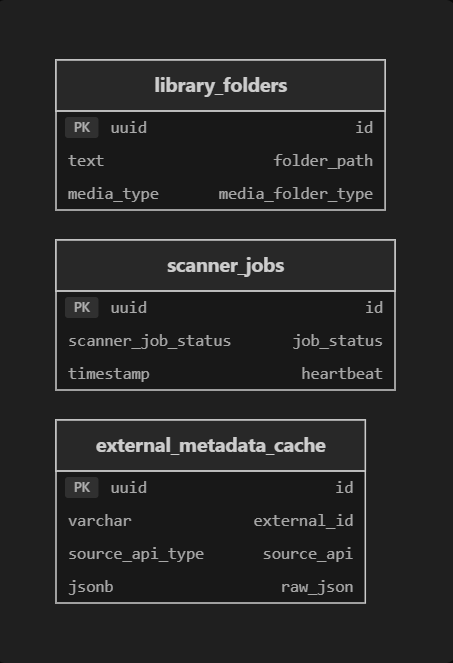 library_folders
PK uuid id
text folder_path
media_type media_folder_type
scanner_jobs
PK uuid id
scanner_job_status job_status
timestamp heartbeat
external_metadata_cache
PK uuid id
varchar external_id
source_api_type source_api
jsonb raw_json